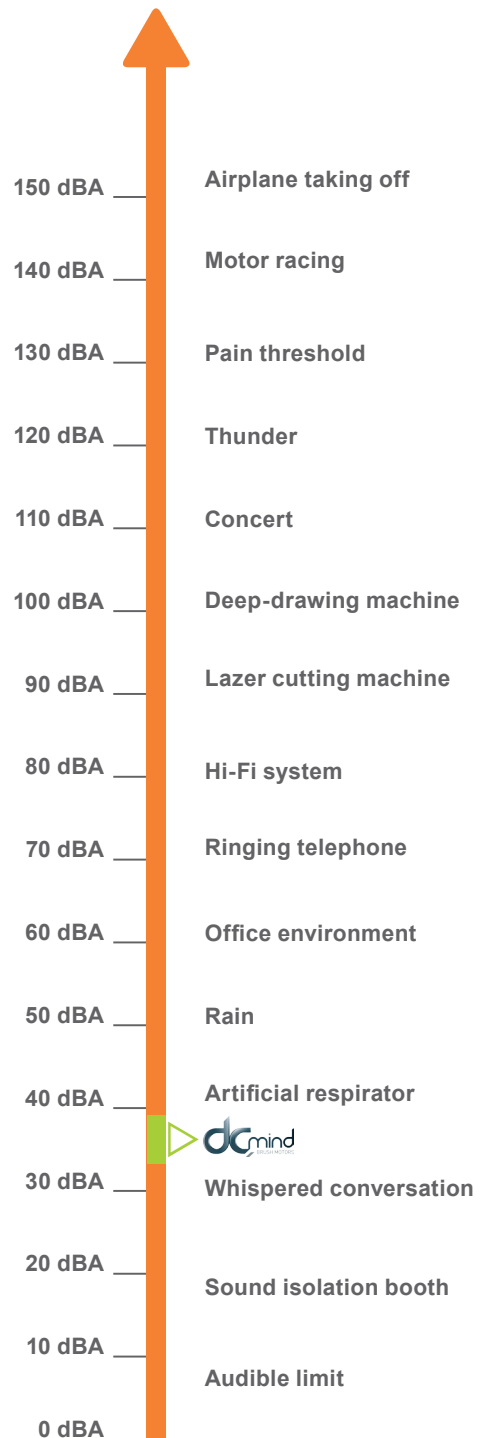 150 dBA Airplane taking off
140 dBA Motor racing
130 dBA Pain threshold
120 dBA Thunder
110 dBA Concert
100 dBA Deep-drawing machine
90 dBA Lazer cutting machine
80 dBA Hi-Fi system
70 dBA Ringing telephone
60 dBA Office environment
50 dBA Rain
40 dBA Artificial respirator
dcmind
BRUSH MOTORS
30 dBA Whispered conversation
20 dBA Sound isolation booth
10 dBA Audible limit
0 dBA